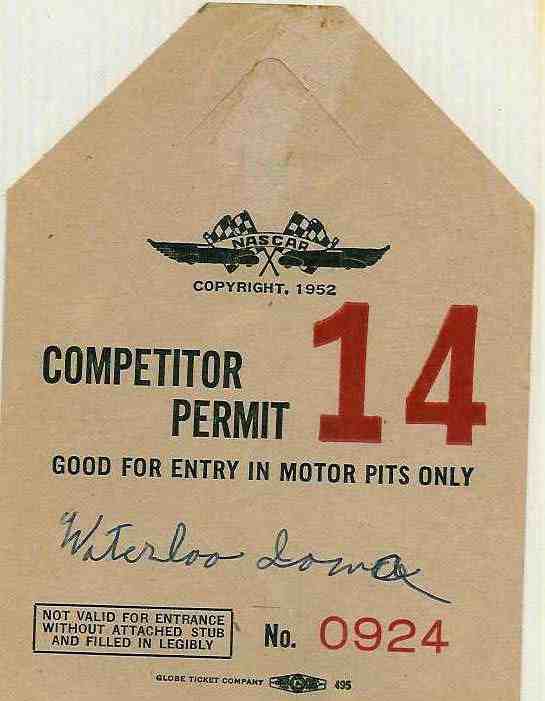 NASCAR
COPYRIGHT, 1952
COMPETITOR
PERMIT
14
GOOD FOR ENTRY IN MOTOR PITS ONLY
Waterloo Iowa
NOT VALID FOR ENTRANCE
WITHOUT ATTACHED STUB
AND FILLED IN LEGIBLY
No. 0924
GLOBE TICKET COMPANY 495